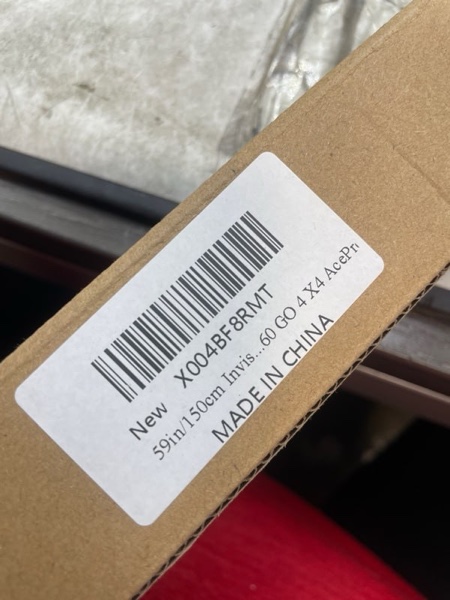 X004BF8RMT
New
59in/150cm Invis...60 GO 4 X4 AcePr
MADE IN CHINA